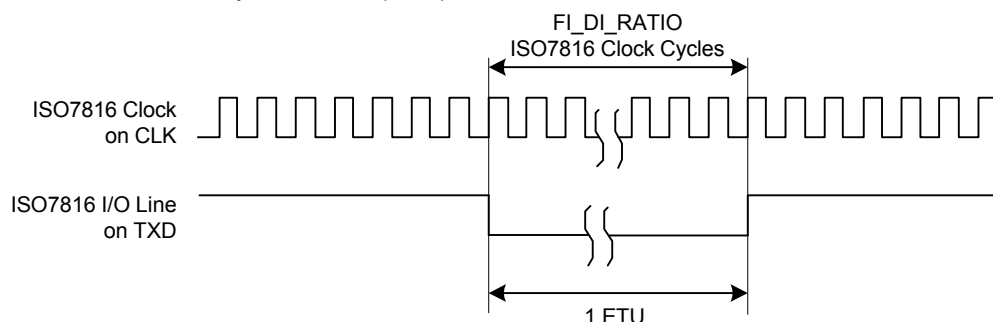 FI_DI_RATIO
ISO7816 Clock Cycles
ISO7816 Clock
on CLK
ISO7816 I/O Line
on TXD
1 ETU